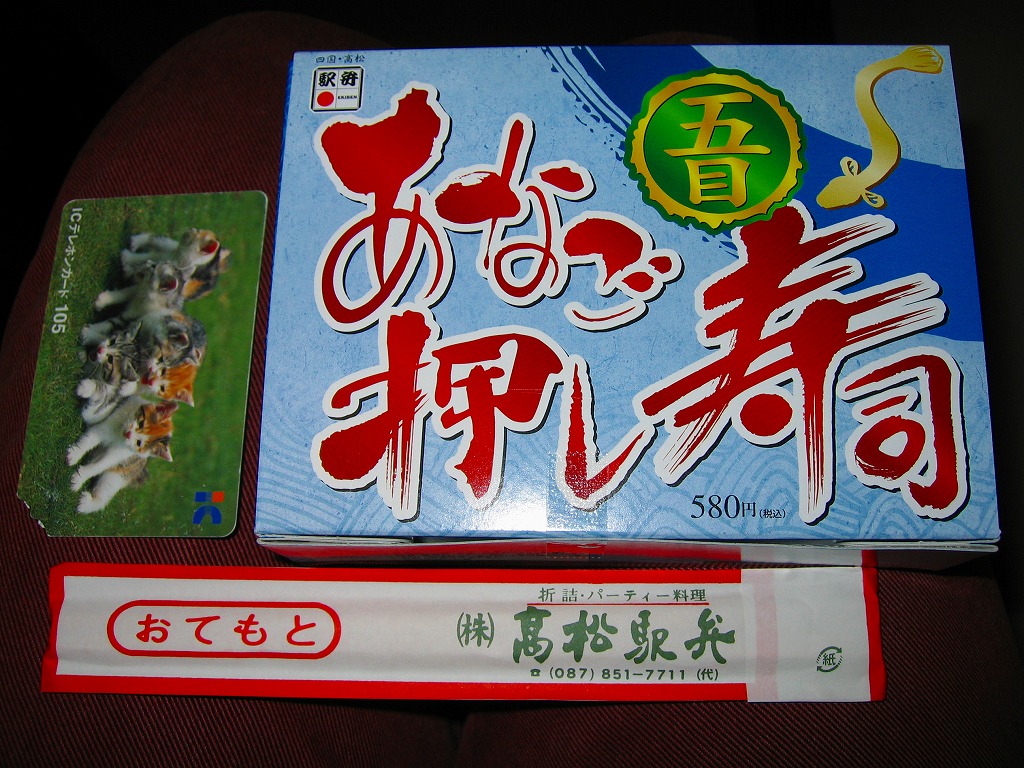 四国・高松
駅弁
EKIBEN
五目
あなご
押し寿司
580円(税込)
ICテレホンカード 105
おてもと
折詰・パーティー料理
(株)高松駅弁
☎(087)851-7711(代)
紙